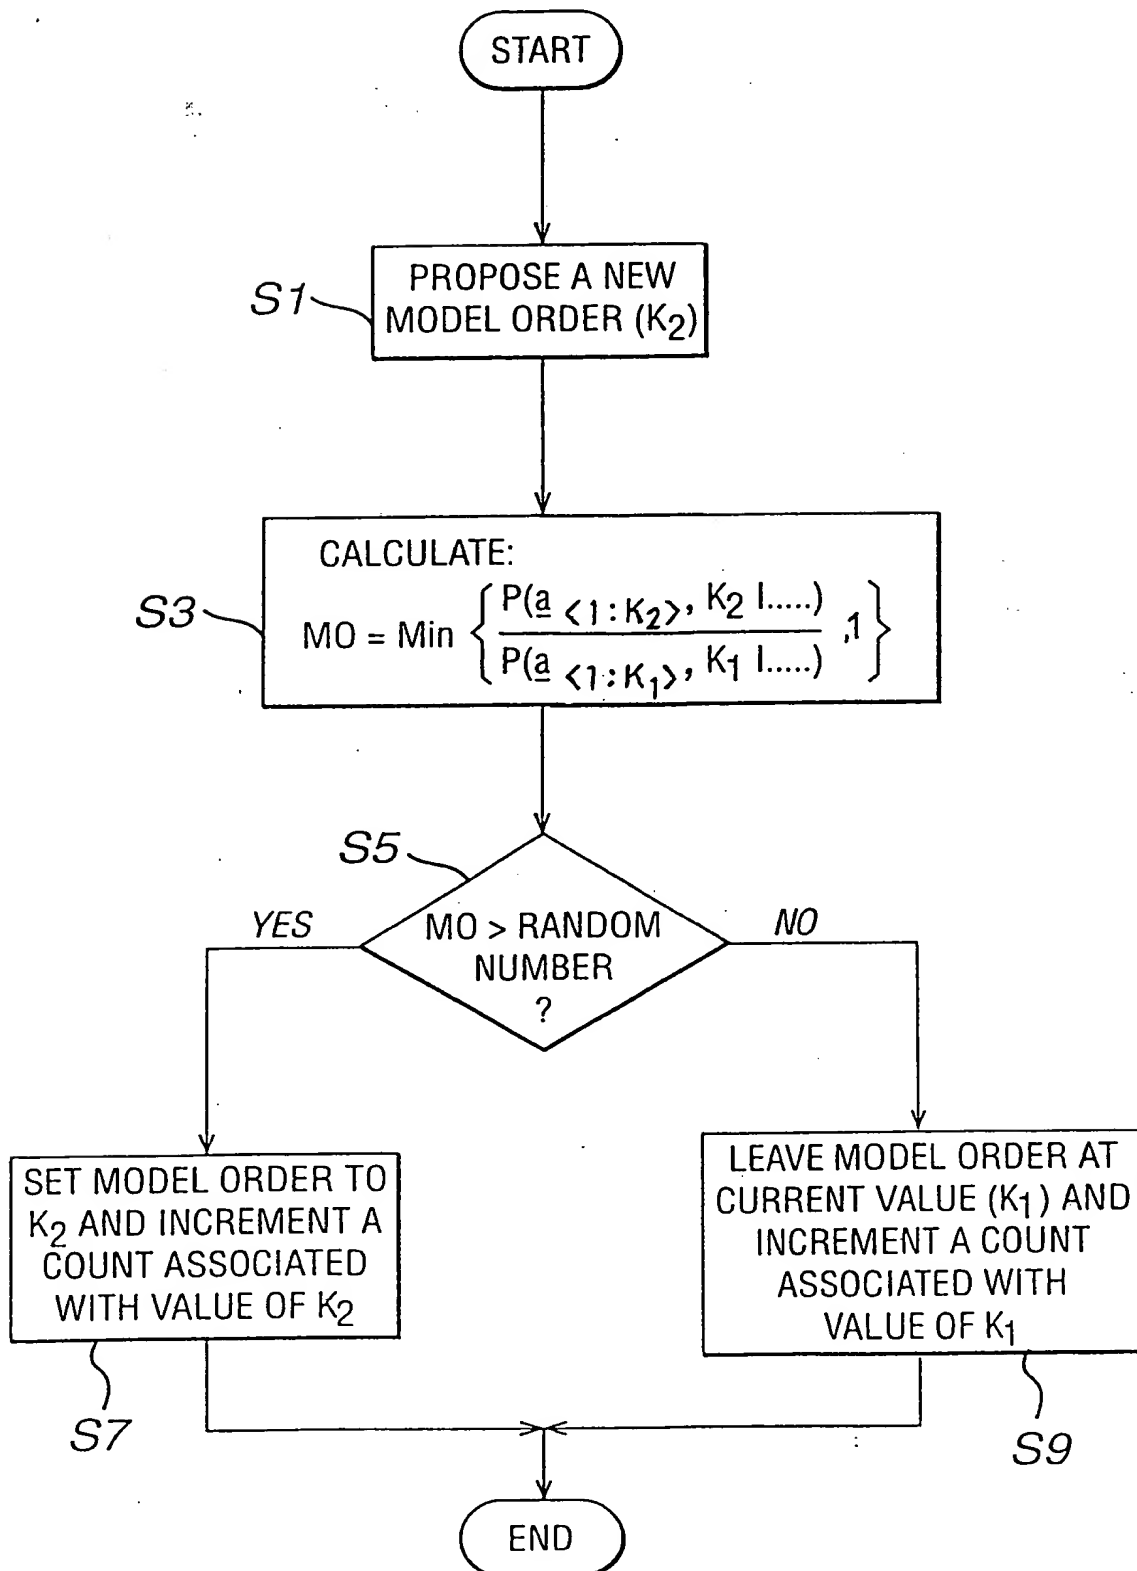 START
S1
PROPOSE A NEW
MODEL ORDER (K₂)
S3
CALCULATE:
MO = Min { P(a <1:K₂>, K₂ I.....) / P(a <1:K₁>, K₁ I.....) ,1 }
S5
YES
MO > RANDOM
NUMBER
?
NO
SET MODEL ORDER TO
K₂ AND INCREMENT A
COUNT ASSOCIATED
WITH VALUE OF K₂
S7
LEAVE MODEL ORDER AT
CURRENT VALUE (K₁) AND
INCREMENT A COUNT
ASSOCIATED WITH
VALUE OF K₁
S9
END